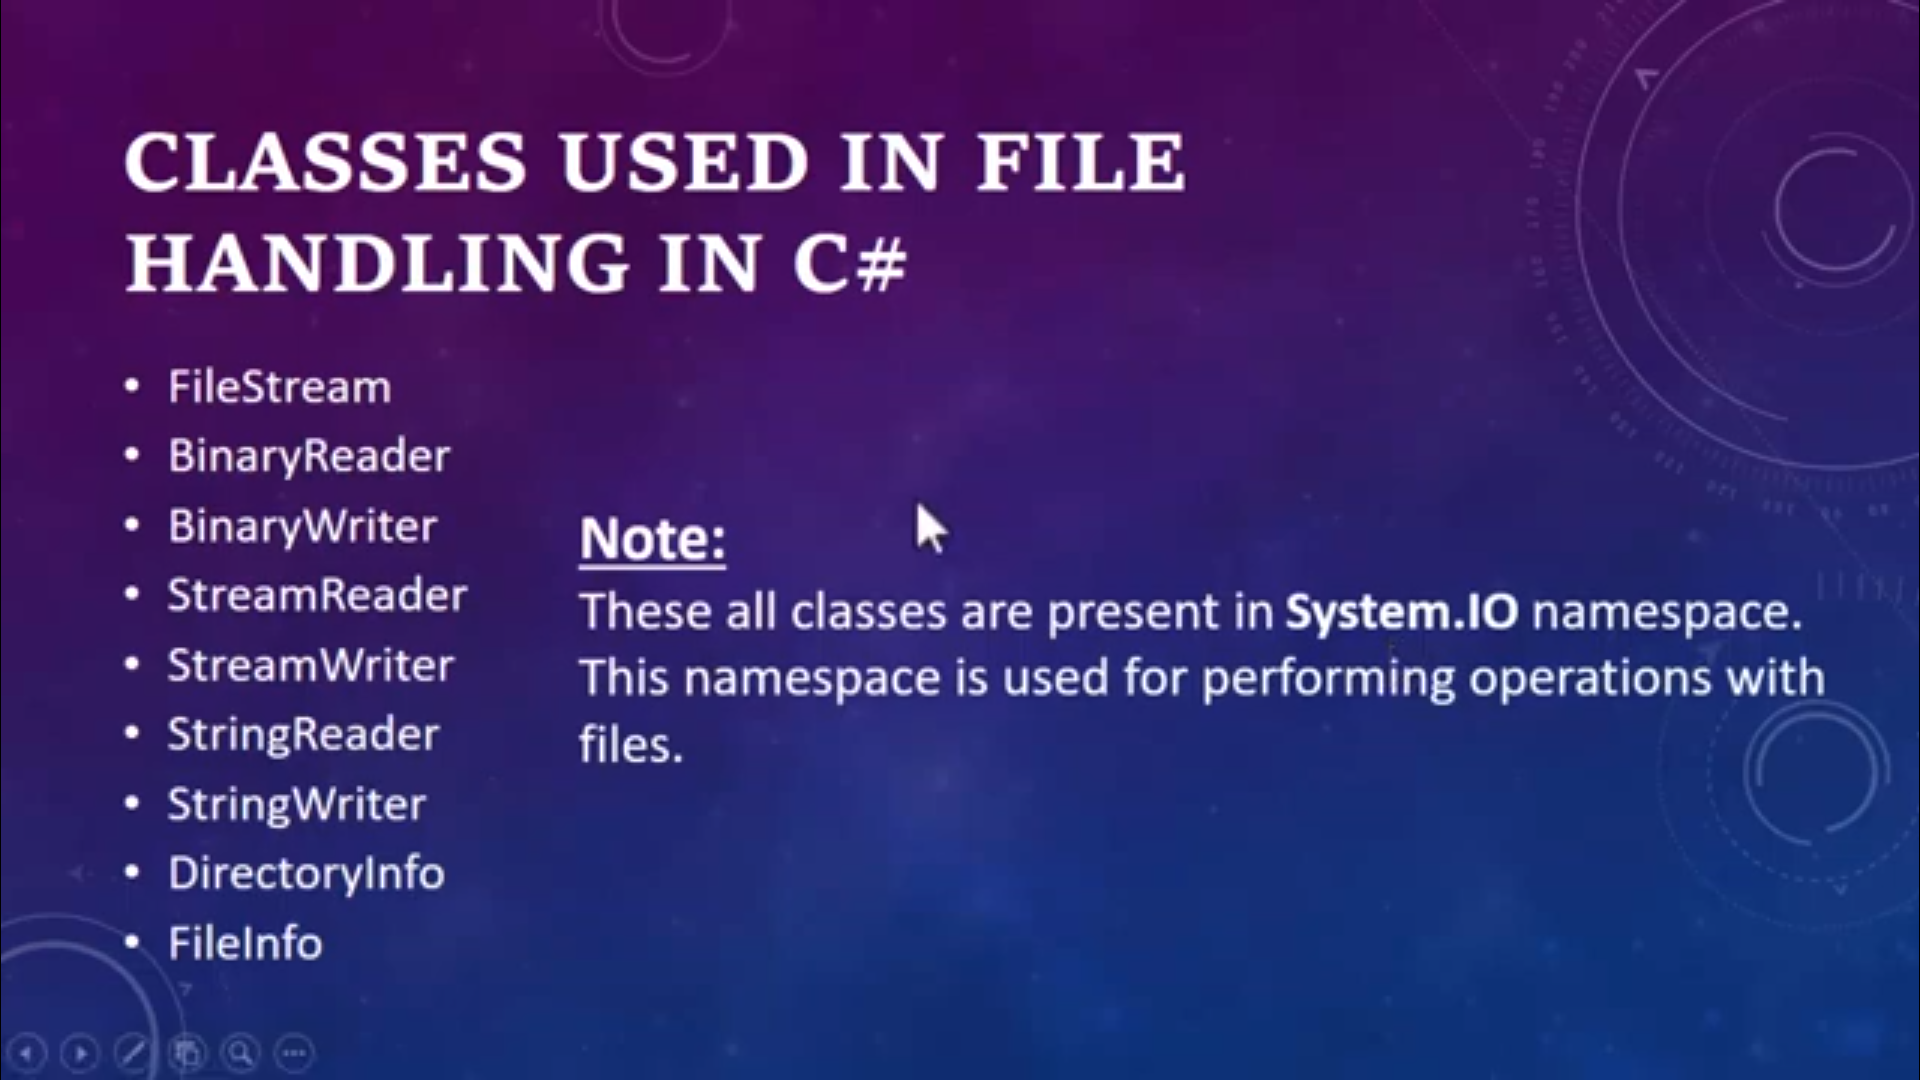 CLASSES USED IN FILE
HANDLING IN C#
• FileStream
• BinaryReader
• BinaryWriter
• StreamReader
• StreamWriter
• StringReader
• StringWriter
• DirectoryInfo
• FileInfo
Note:
These all classes are present in System.IO namespace.
This namespace is used for performing operations with
files.